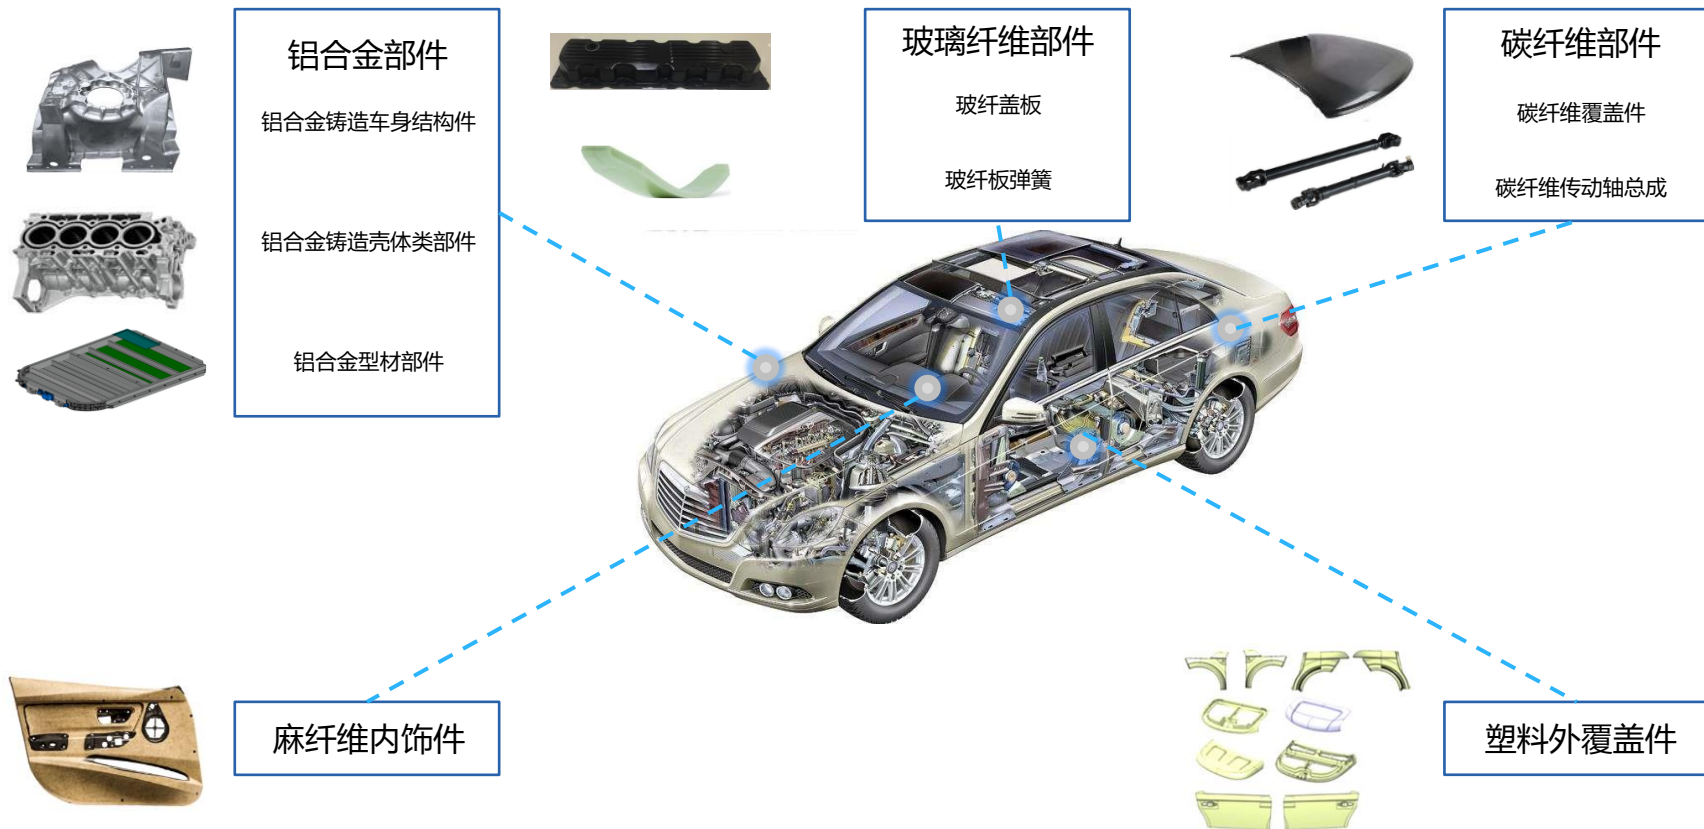 铝合金部件
铝合金铸造车身结构件
铝合金铸造壳体类部件
铝合金型材部件
玻璃纤维部件
玻纤盖板
玻纤板弹簧
碳纤维部件
碳纤维覆盖件
碳纤维传动轴总成
麻纤维内饰件
塑料外覆盖件